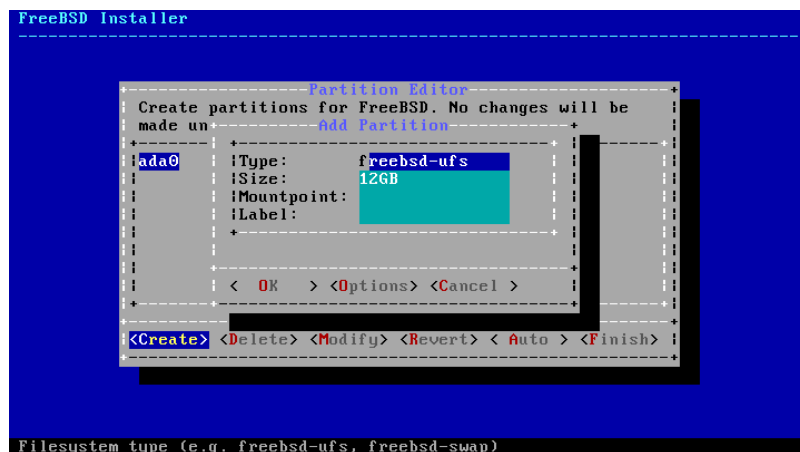 FreeBSD Installer
Partition Editor
Create partitions for FreeBSD. No changes will be
made un
Add Partition
ada0
Type: freebsd-ufs
Size: 12GB
Mountpoint:
Label:
< OK > <Options> <Cancel >
<Create> <Delete> <Modify> <Revert> < Auto > <Finish>
Filesystem type (e.g. freebsd-ufs, freebsd-swap)